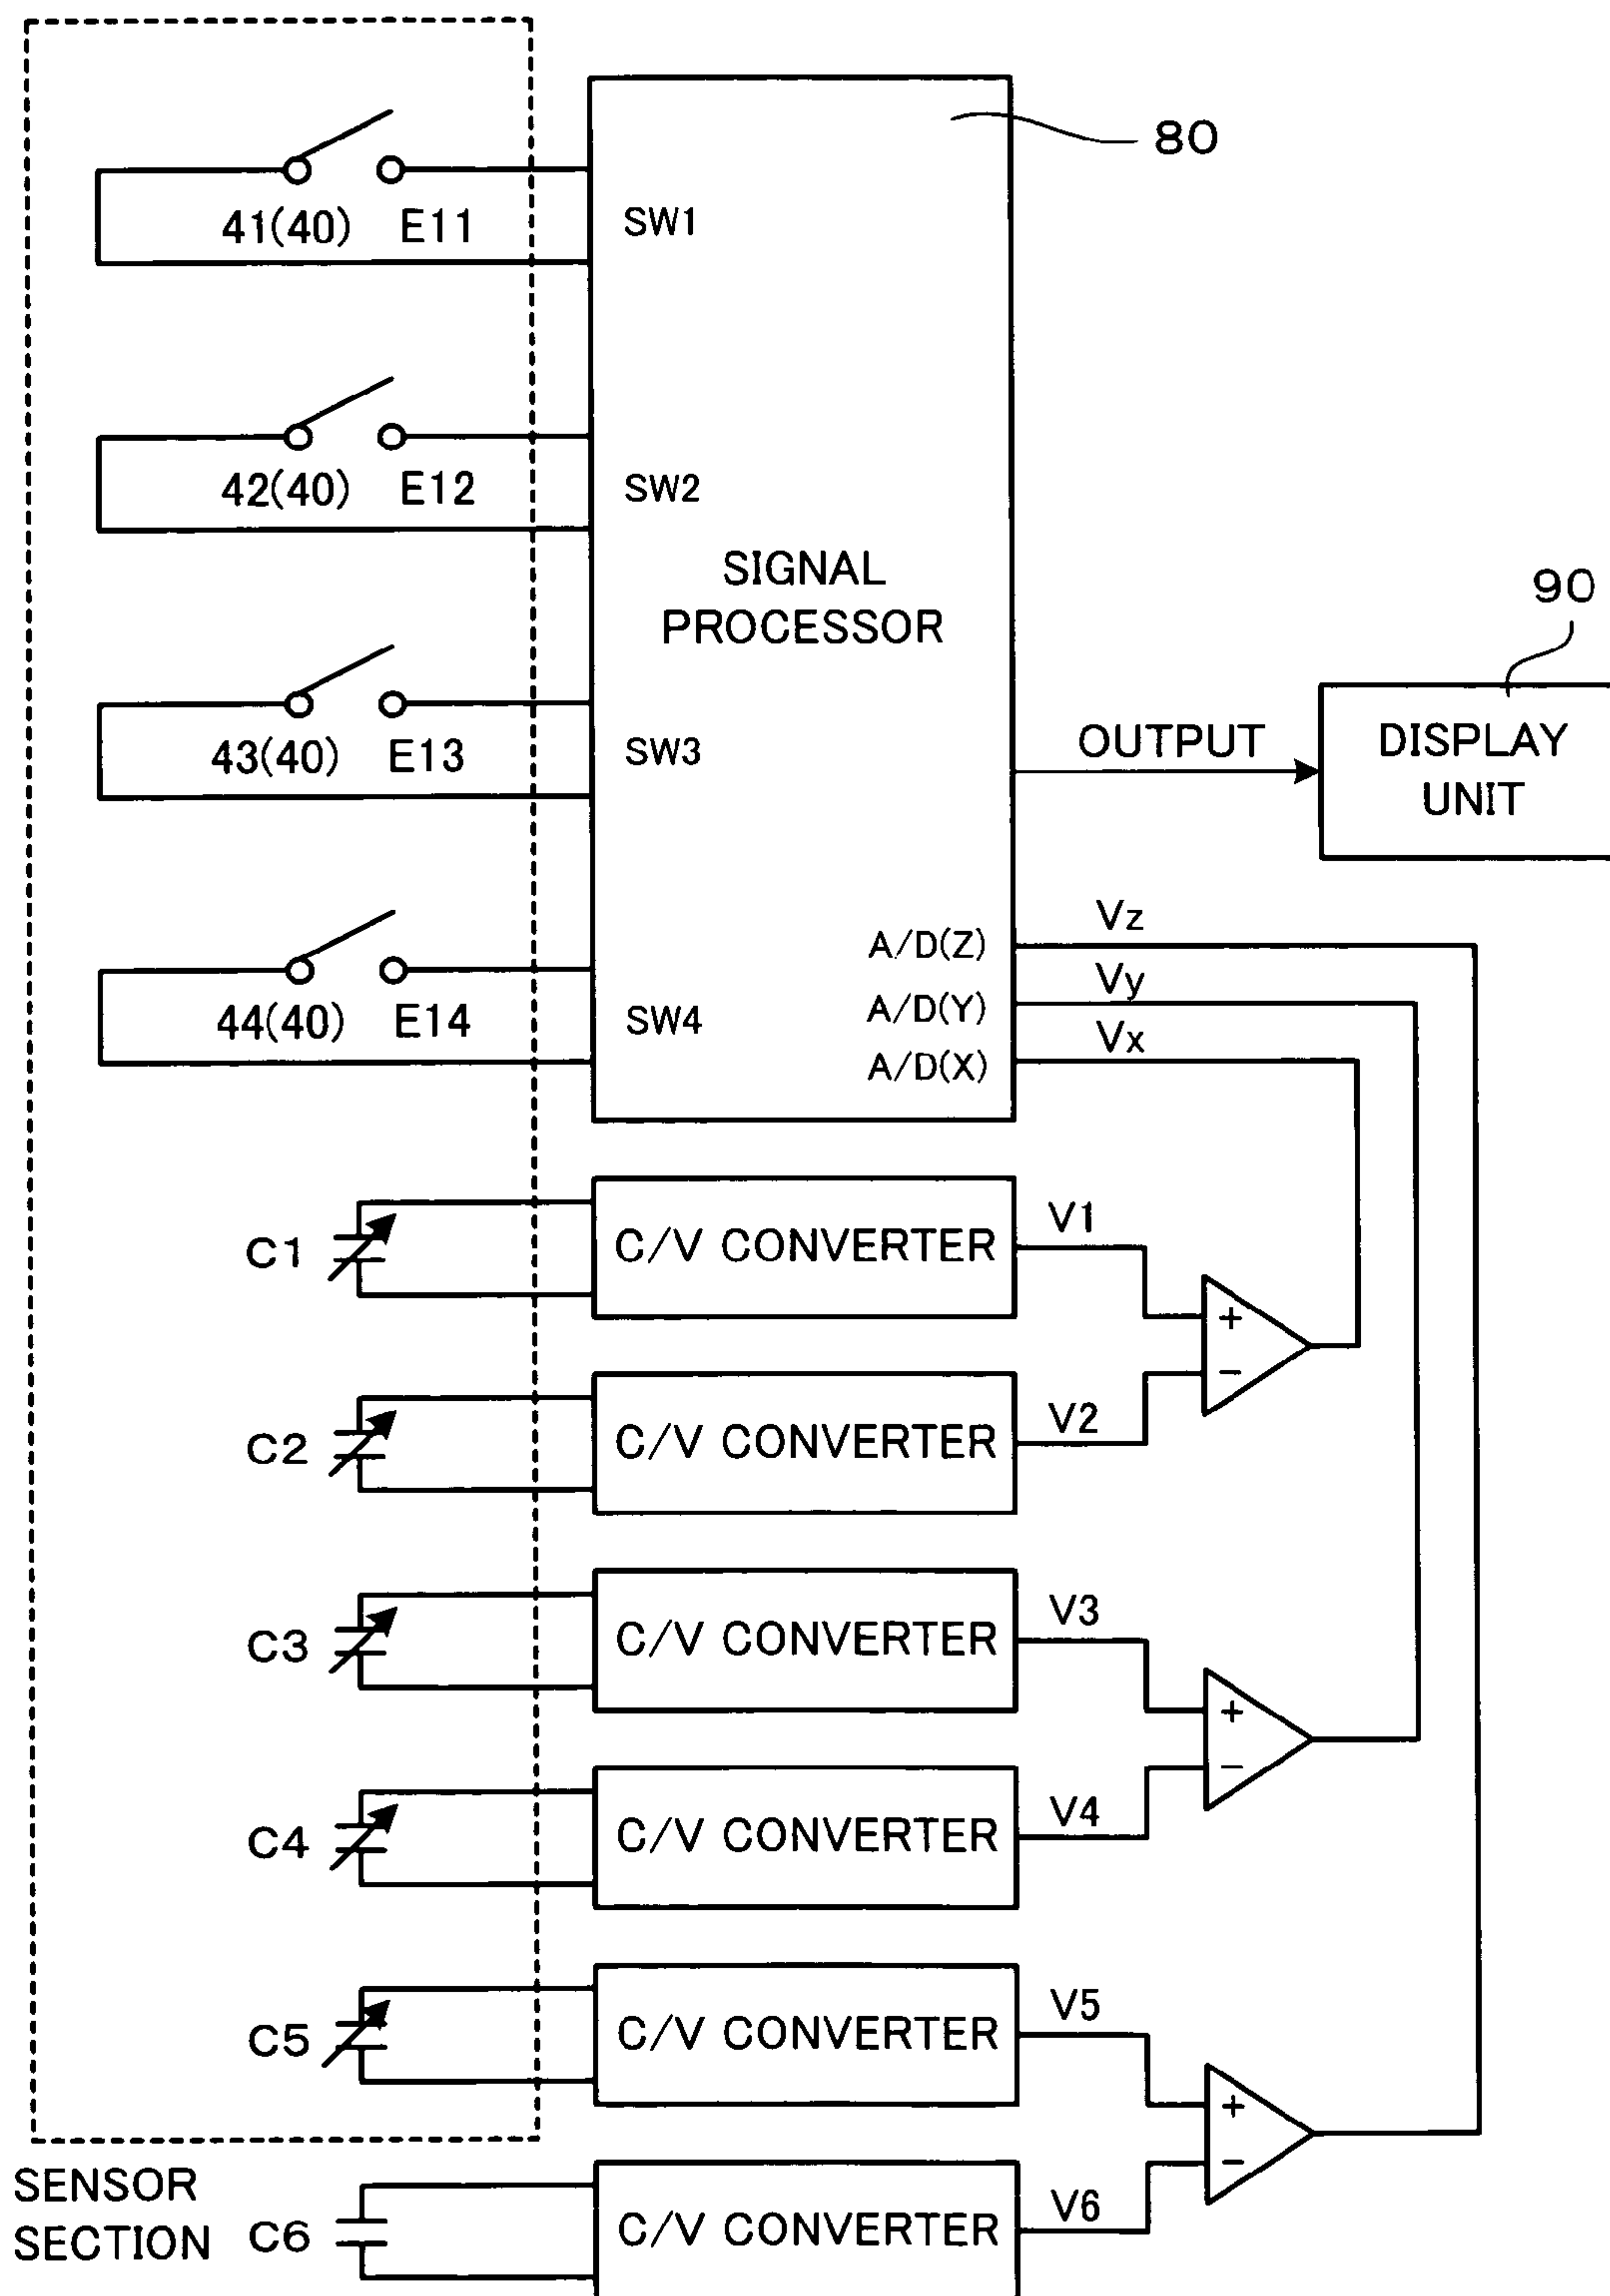 80
41(40) E11 SW1
42(40) E12 SW2
SIGNAL
PROCESSOR
90
43(40) E13 SW3
OUTPUT
DISPLAY
UNIT
Vz
A/D(Z)
Vy
A/D(Y)
44(40) E14 SW4
Vx
A/D(X)
C1 C/V CONVERTER V1
+
−
C2 C/V CONVERTER V2
C3 C/V CONVERTER V3
+
−
C4 C/V CONVERTER V4
C5 C/V CONVERTER V5
+
−
SENSOR
SECTION
C6 C/V CONVERTER V6